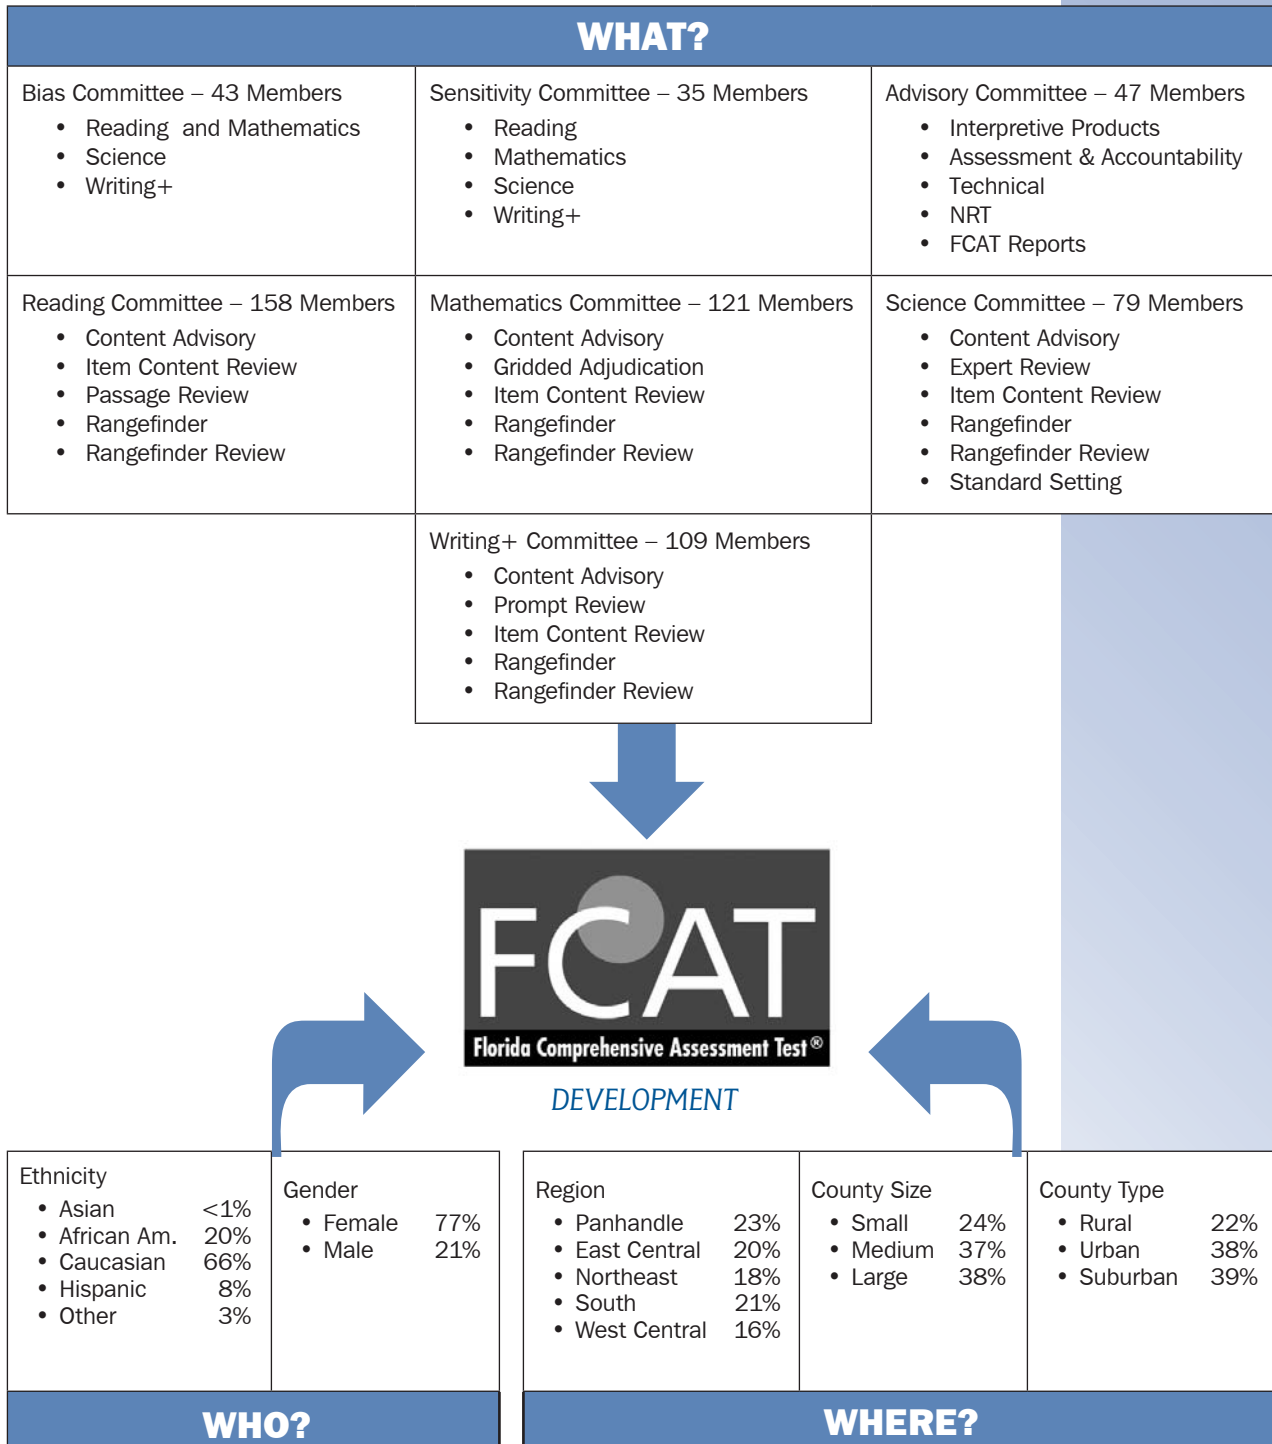 WHAT?
Bias Committee – 43 Members
• Reading and Mathematics
• Science
• Writing+
Sensitivity Committee – 35 Members
• Reading
• Mathematics
• Science
• Writing+
Advisory Committee – 47 Members
• Interpretive Products
• Assessment & Accountability
• Technical
• NRT
• FCAT Reports
Reading Committee – 158 Members
• Content Advisory
• Item Content Review
• Passage Review
• Rangefinder
• Rangefinder Review
Mathematics Committee – 121 Members
• Content Advisory
• Gridded Adjudication
• Item Content Review
• Rangefinder
• Rangefinder Review
Science Committee – 79 Members
• Content Advisory
• Expert Review
• Item Content Review
• Rangefinder
• Rangefinder Review
• Standard Setting
Writing+ Committee – 109 Members
• Content Advisory
• Prompt Review
• Item Content Review
• Rangefinder
• Rangefinder Review
FCAT
Florida Comprehensive Assessment Test®
DEVELOPMENT
Ethnicity
• Asian <1%
• African Am. 20%
• Caucasian 66%
• Hispanic 8%
• Other 3%
Gender
• Female 77%
• Male 21%
Region
• Panhandle 23%
• East Central 20%
• Northeast 18%
• South 21%
• West Central 16%
County Size
• Small 24%
• Medium 37%
• Large 38%
County Type
• Rural 22%
• Urban 38%
• Suburban 39%
WHO?
WHERE?